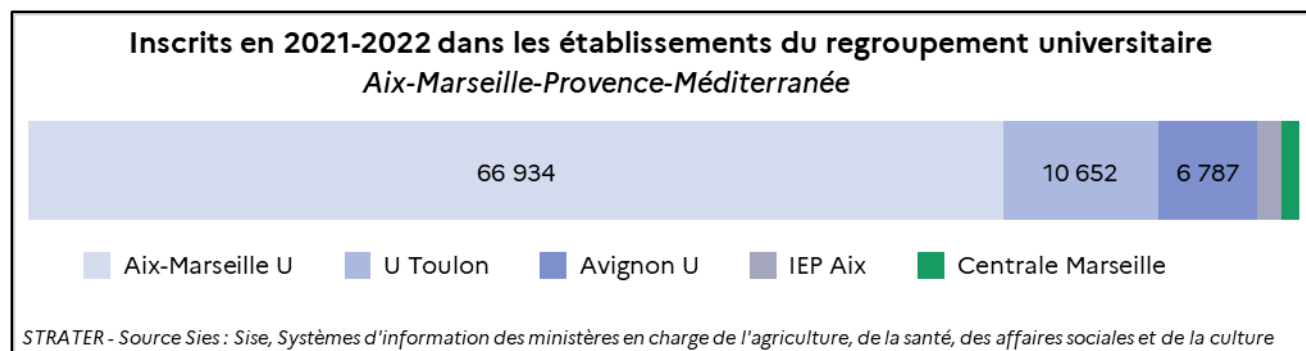 Inscrits en 2021-2022 dans les établissements du regroupement universitaire
Aix-Marseille-Provence-Méditerranée
66 934 10 652 6 787
Aix-Marseille U U Toulon Avignon U IEP Aix Centrale Marseille
STRATER - Source Sies : Sise, Systèmes d'information des ministères en charge de l'agriculture, de la santé, des affaires sociales et de la culture